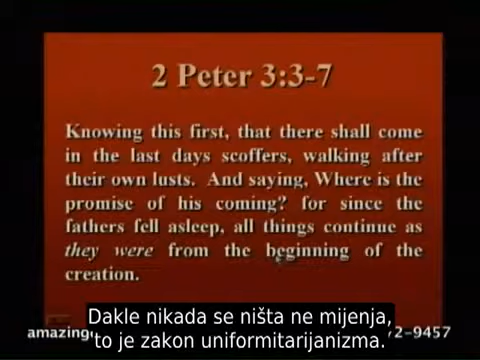 2 Peter 3:3-7
Knowing this first, that there shall come
in the last days scoffers, walking after
their own lusts. And saying, Where is the
promise of his coming? for since the
fathers fell asleep, all things continue as
they were from the beginning of the
creation.
Dakle nikada se ništa ne mijenja,
to je zakon uniformitarijanizma.